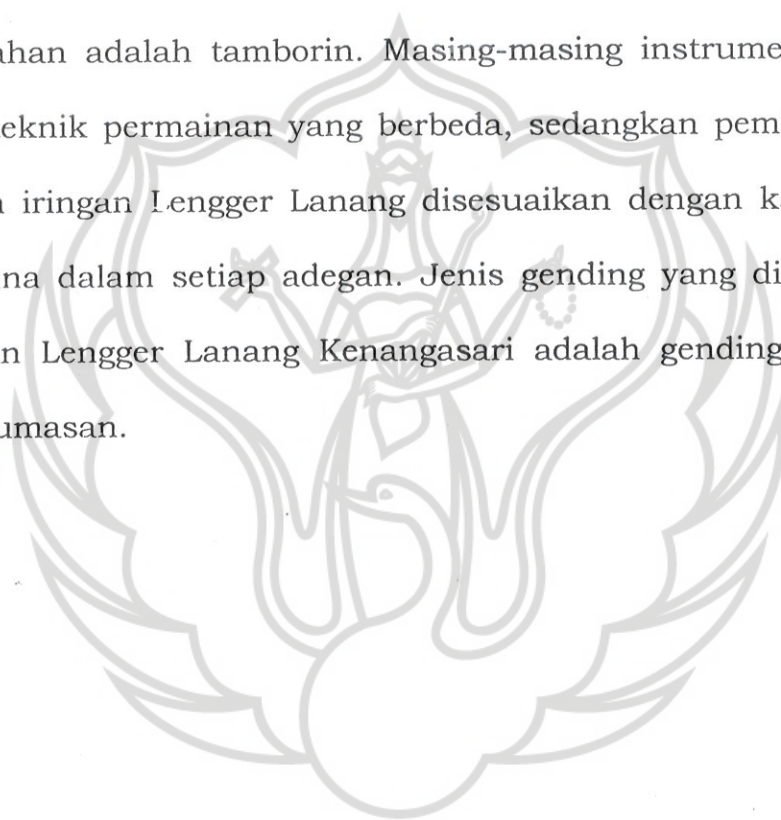 ahan adalah tamborin. Masing-masing instrume
eknik permainan yang berbeda, sedangkan pem
iringan Lengger Lanang disesuaikan dengan k
na dalam setiap adegan. Jenis gending yang di
n Lengger Lanang Kenangasari adalah gending
umasan.